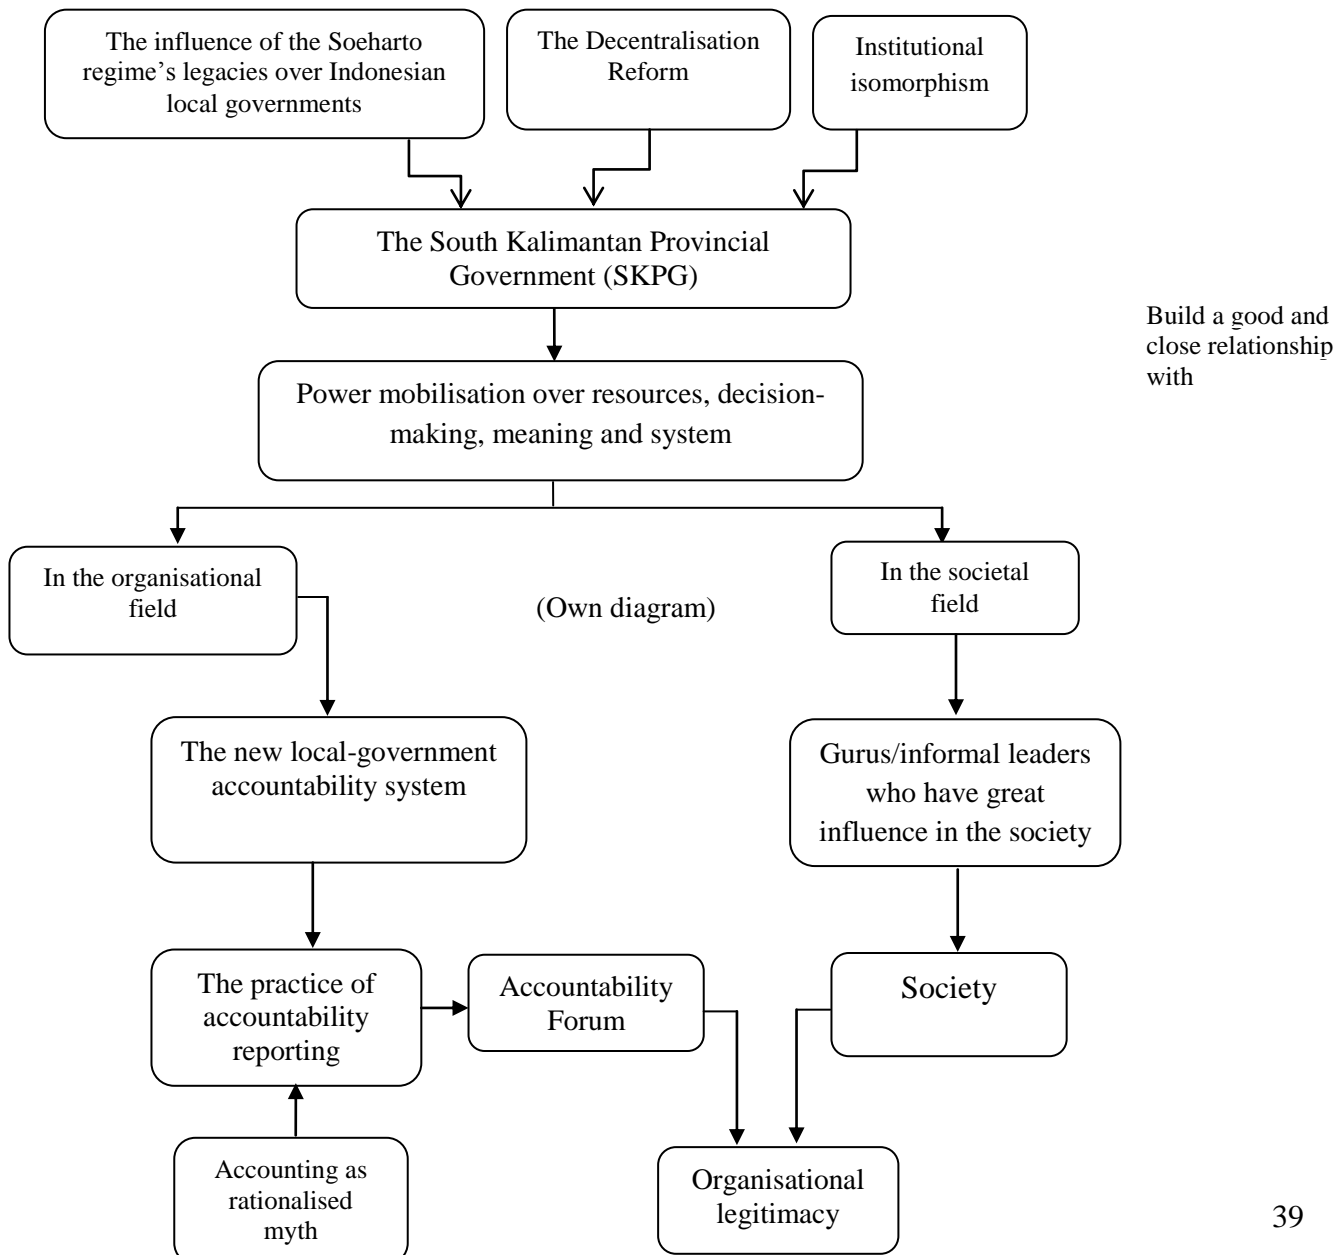 The influence of the Soeharto
regime's legacies over Indonesian
local governments
The Decentralisation
Reform
Institutional
isomorphism
The South Kalimantan Provincial
Government (SKPG)
Build a good and
close relationship
with
Power mobilisation over resources, decision-
making, meaning and system
In the organisational
field
(Own diagram)
In the societal
field
The new local-government
accountability system
Gurus/informal leaders
who have great
influence in the society
The practice of
accountability
reporting
Accountability
Forum
Society
Accounting as
rationalised
myth
Organisational
legitimacy
39